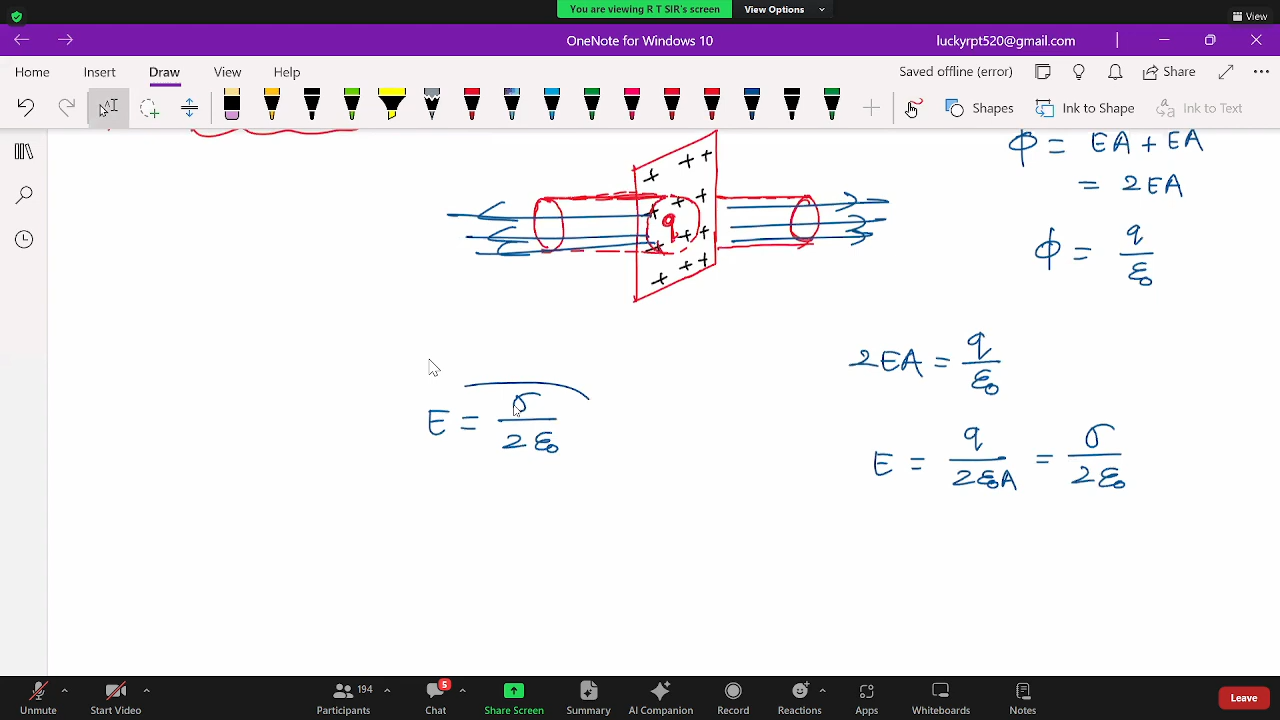 You are viewing R T SIR's screen
View Options
View
OneNote for Windows 10
luckyrpt520@gmail.com
Home Insert Draw View Help
Saved offline (error)
Share
Shapes
Ink to Shape
Ink to Text
ϕ = EA + EA
= 2EA
+ + +
+ + +
q + +
+ + +
ϕ = q/ε₀
2EA = q/ε₀
E = σ/2ε₀
E = q/2ε₀A = σ/2ε₀
Unmute
Start Video
194
Participants
5
Chat
Share Screen
Summary
AI Companion
Record
Reactions
Apps
Whiteboards
Notes
Leave